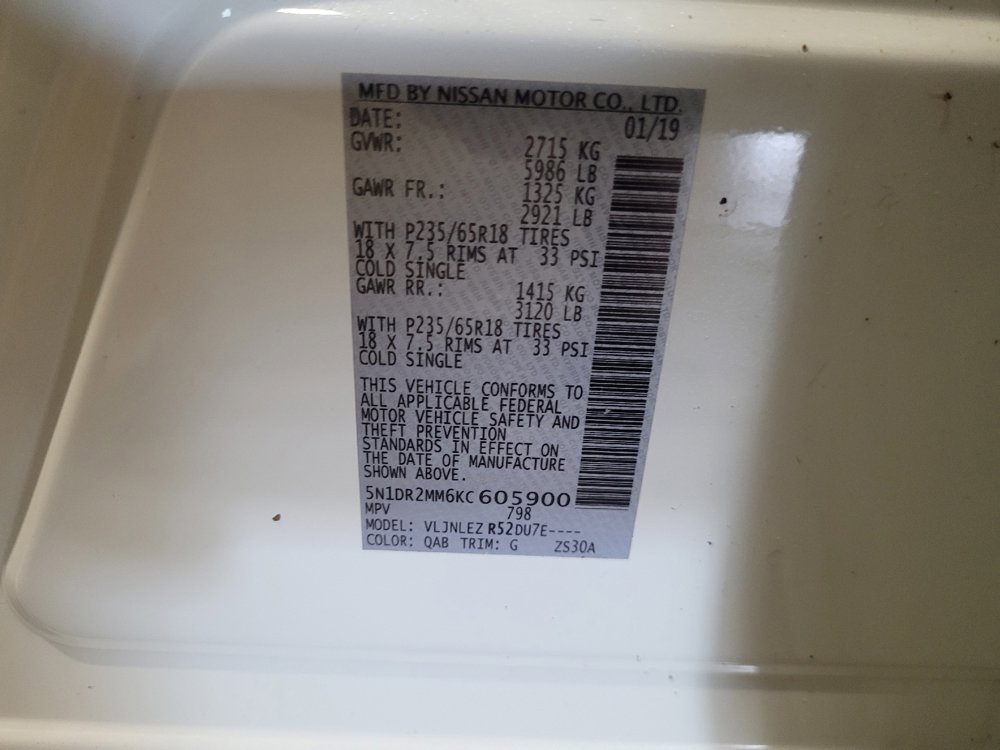 MFD BY NISSAN MOTOR CO., LTD.
DATE: 01/19
GVWR: 2715 KG
5986 LB
GAWR FR.: 1325 KG
2921 LB
WITH P235/65R18 TIRES
18 X 7.5 RIMS AT 33 PSI
COLD SINGLE
GAWR RR.: 1415 KG
3120 LB
WITH P235/65R18 TIRES
18 X 7.5 RIMS AT 33 PSI
COLD SINGLE
THIS VEHICLE CONFORMS TO
ALL APPLICABLE FEDERAL
MOTOR VEHICLE SAFETY AND
THEFT PREVENTION
STANDARDS IN EFFECT ON
THE DATE OF MANUFACTURE
SHOWN ABOVE.
5N1DR2MM6KC605900
MPV 798
MODEL: VLJNLEZ R52DU7E----
COLOR: QAB TRIM: G ZS30A